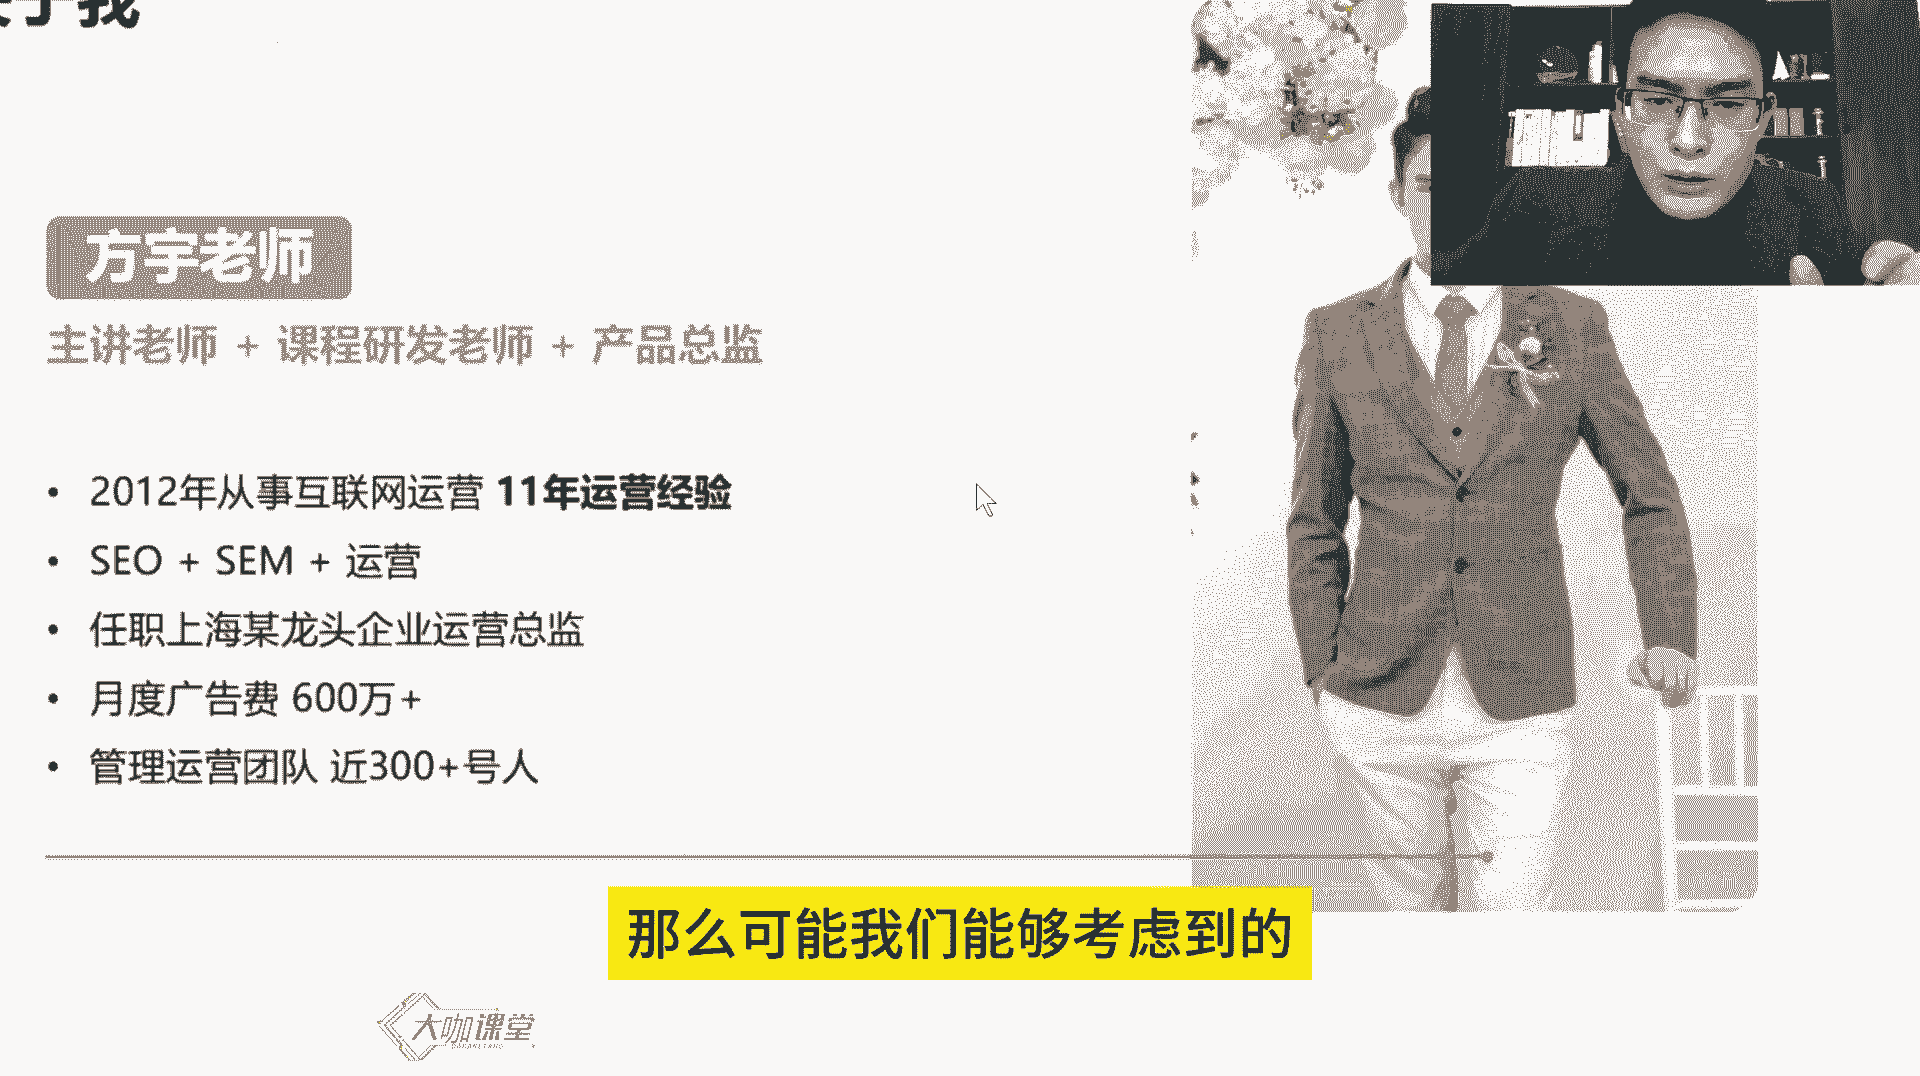 于我
方宇老师
主讲老师 + 课程研发老师 + 产品总监
• 2012年从事互联网运营 11年运营经验
• SEO + SEM + 运营
• 任职上海某龙头企业运营总监
• 月度广告费 600万+
• 管理运营团队 近300+号人
那么可能我们能够考虑到的
大咖课堂